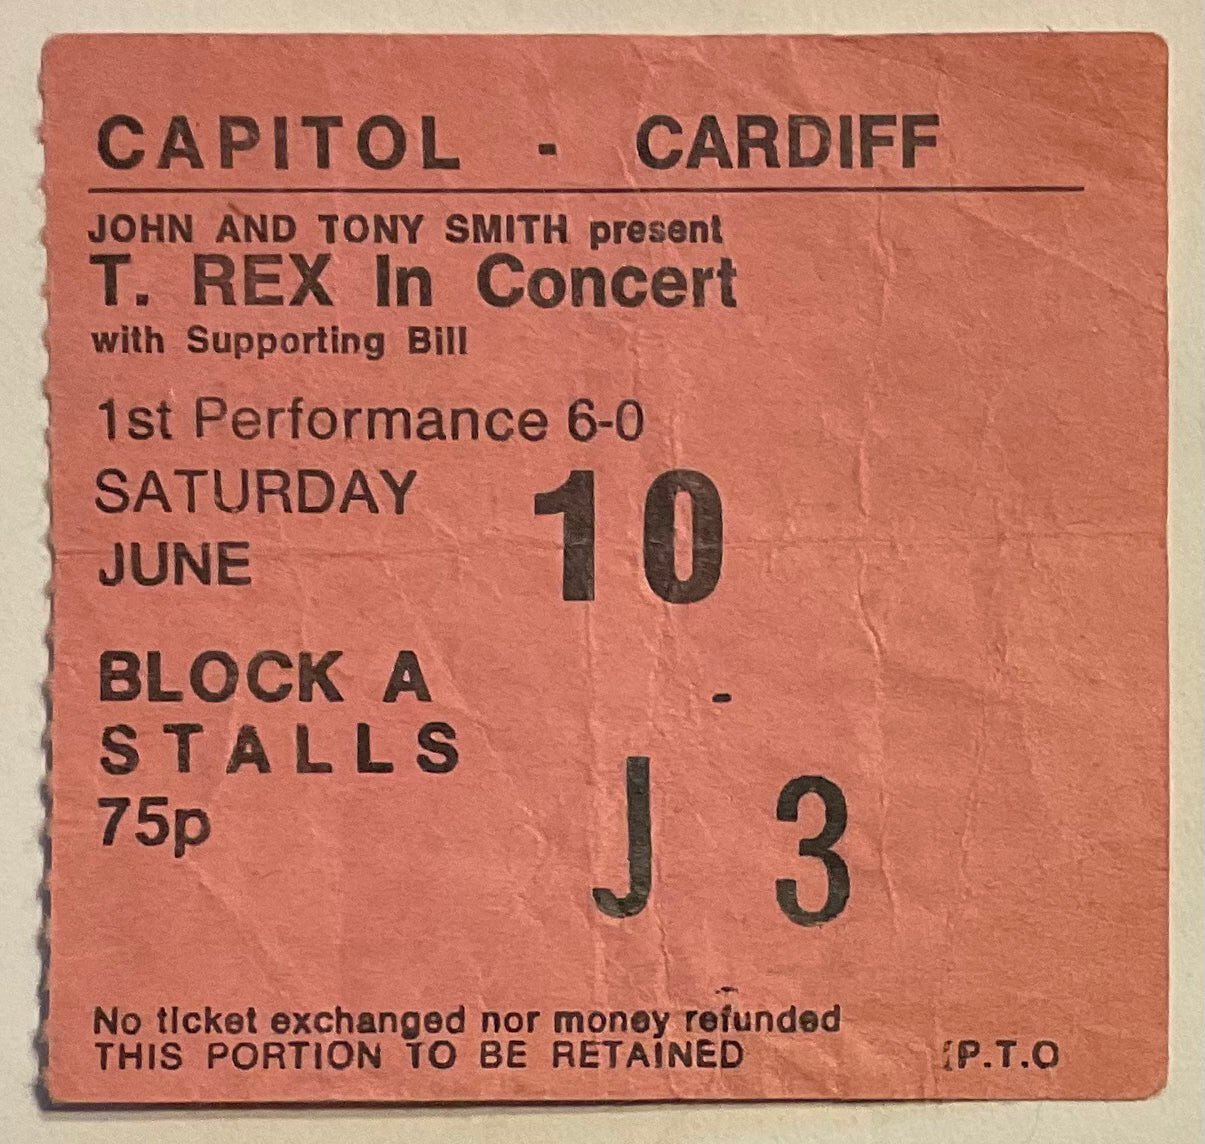 CAPITOL - CARDIFF
JOHN AND TONY SMITH present
T. REX In Concert
with Supporting Bill
1st Performance 6-0
SATURDAY 10
JUNE
BLOCK A -
STALLS
75p
J 3
No ticket exchanged nor money refunded
THIS PORTION TO BE RETAINED P.T.O